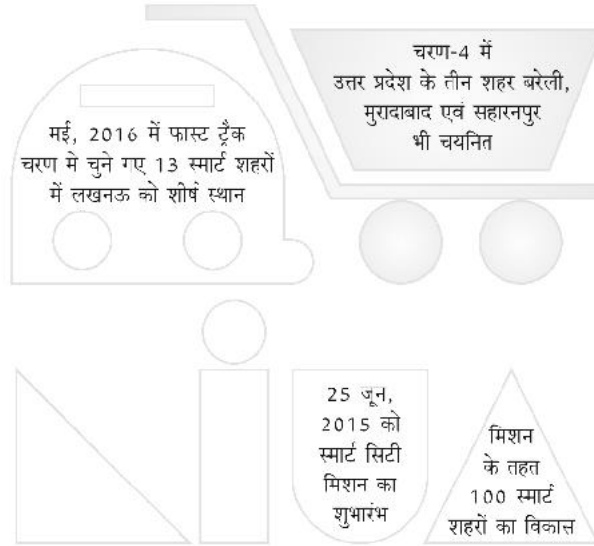 मई, 2016 में फास्ट ट्रैक
चरण मे चुने गए 13 स्मार्ट शहरों
में लखनऊ को शीर्ष स्थान
चरण-4 में
उत्तर प्रदेश के तीन शहर बरेली,
मुरादाबाद एवं सहारनपुर
भी चयनित
25 जून,
2015 को
स्मार्ट सिटी
मिशन का
शुभारंभ
मिशन
के तहत
100 स्मार्ट
शहरों का विकास